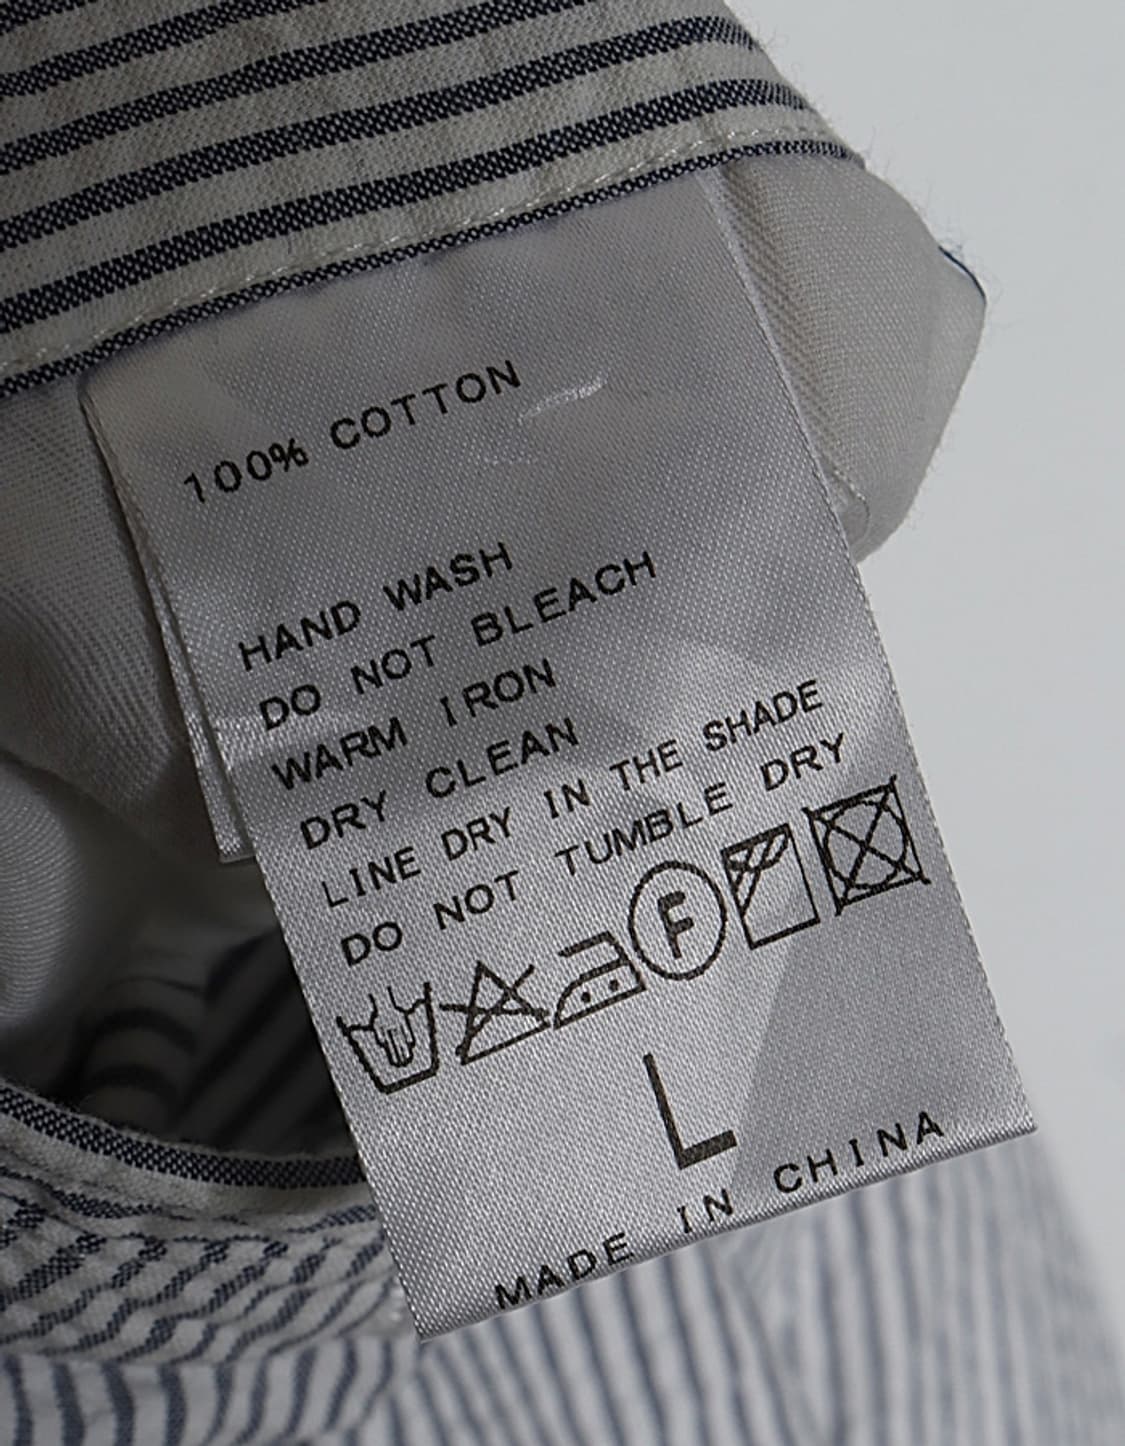 100% COTTON
HAND WASH
DO NOT BLEACH
WARM IRON
DRY CLEAN
LINE DRY IN THE SHADE
DO NOT TUMBLE DRY
F
L
MADE IN CHINA